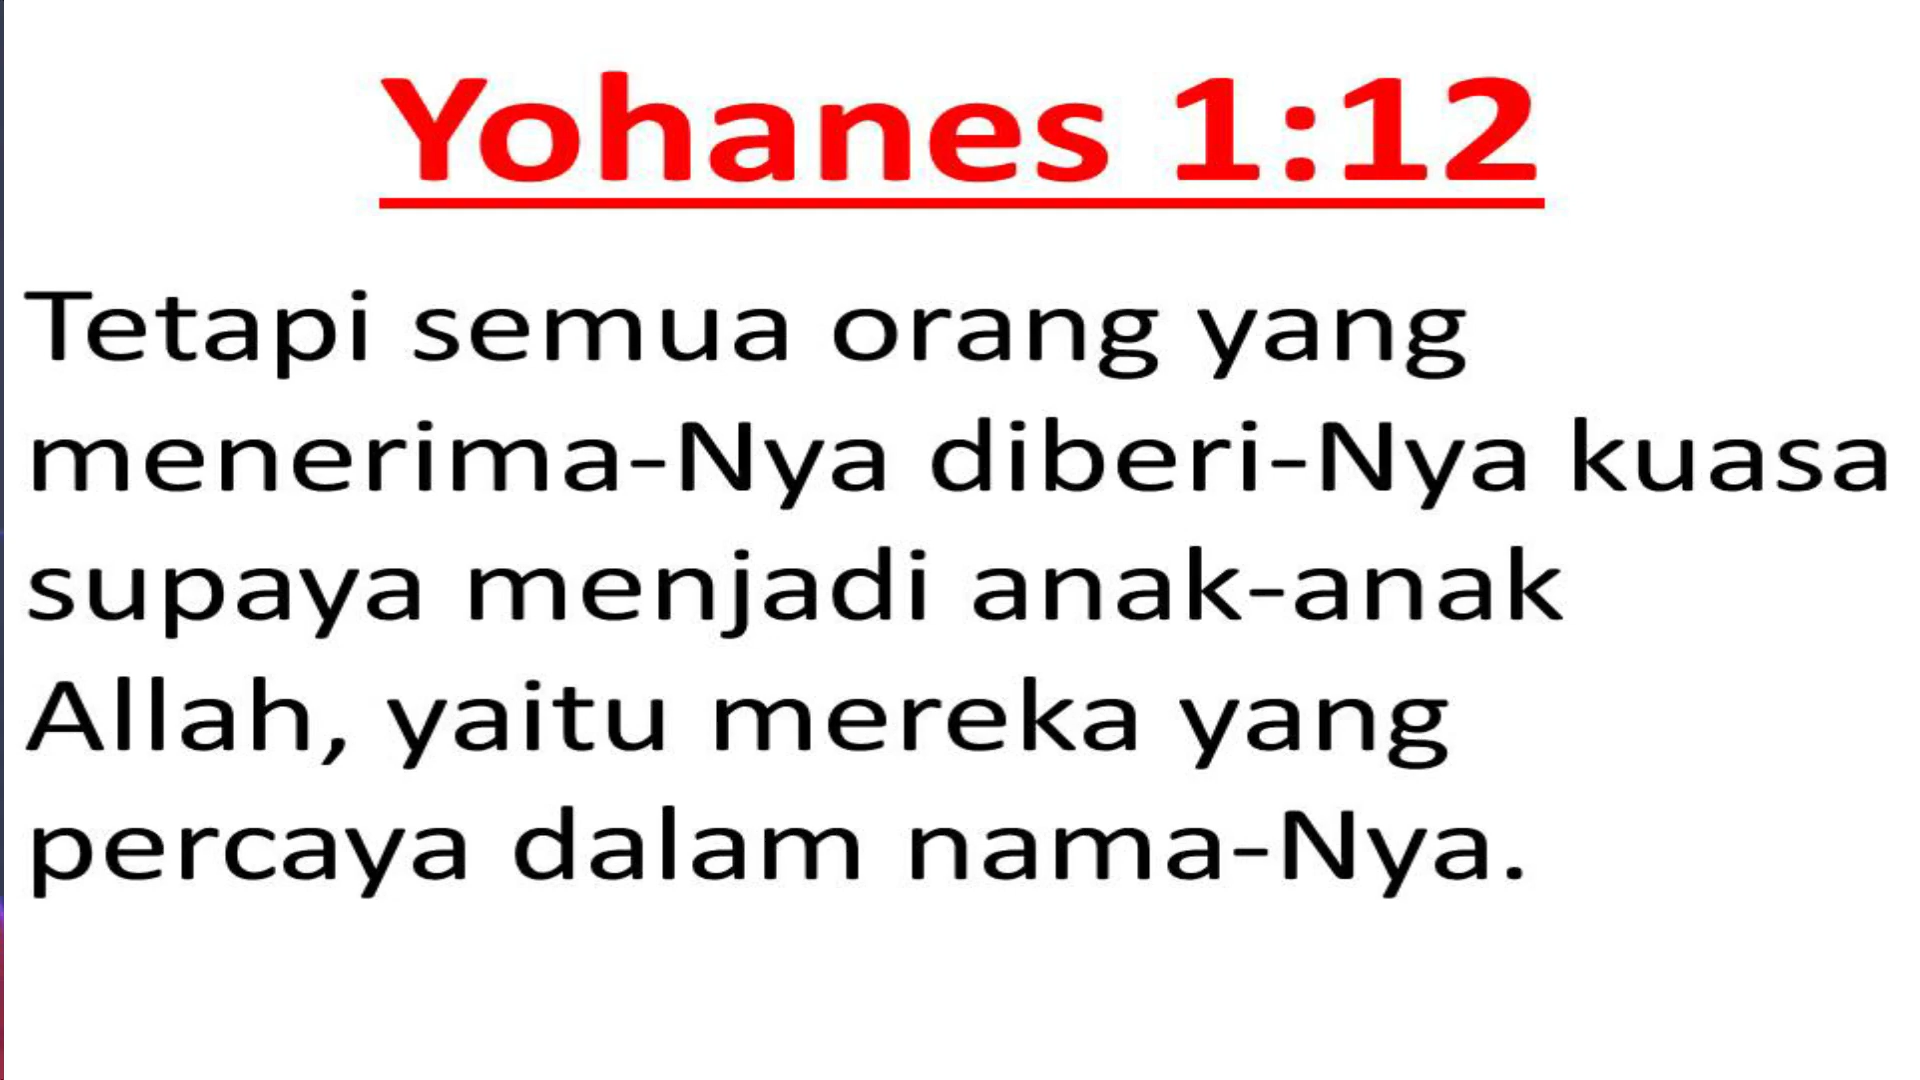 Yohanes 1:12
Tetapi semua orang yang
menerima-Nya diberi-Nya kuasa
supaya menjadi anak-anak
Allah, yaitu mereka yang
percaya dalam nama-Nya.